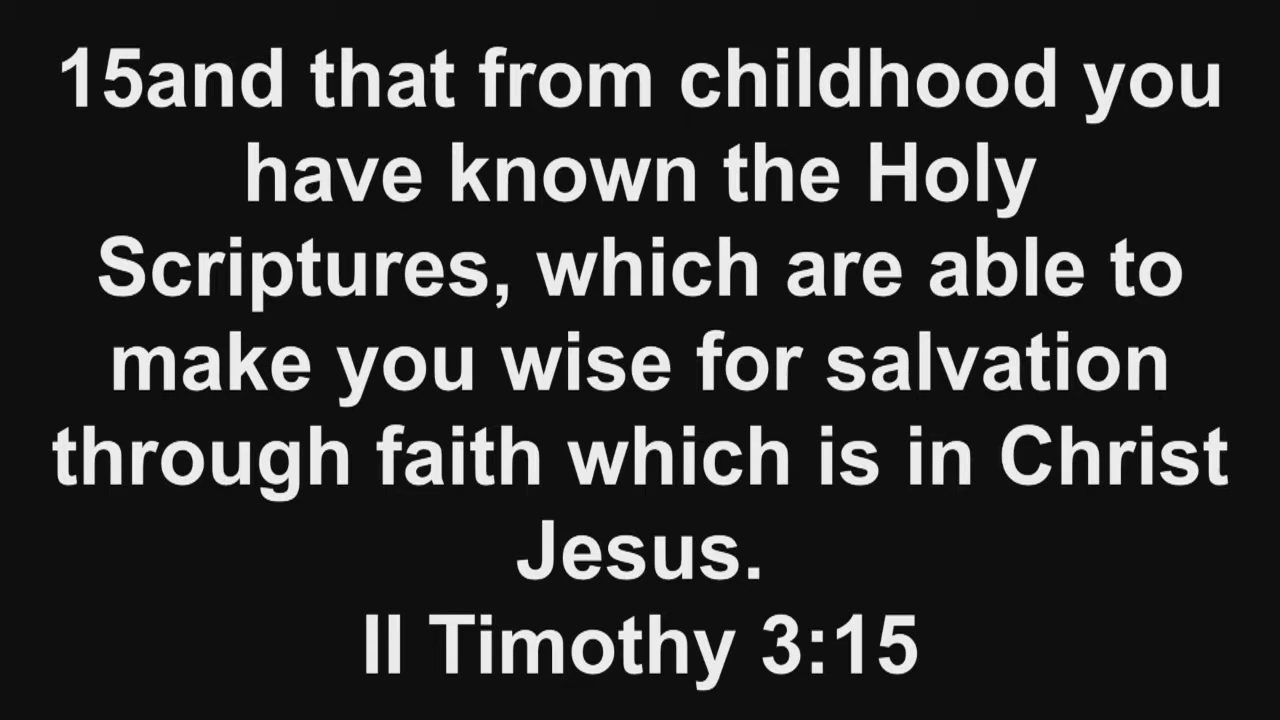 15and that from childhood you
have known the Holy
Scriptures, which are able to
make you wise for salvation
through faith which is in Christ
Jesus.
II Timothy 3:15